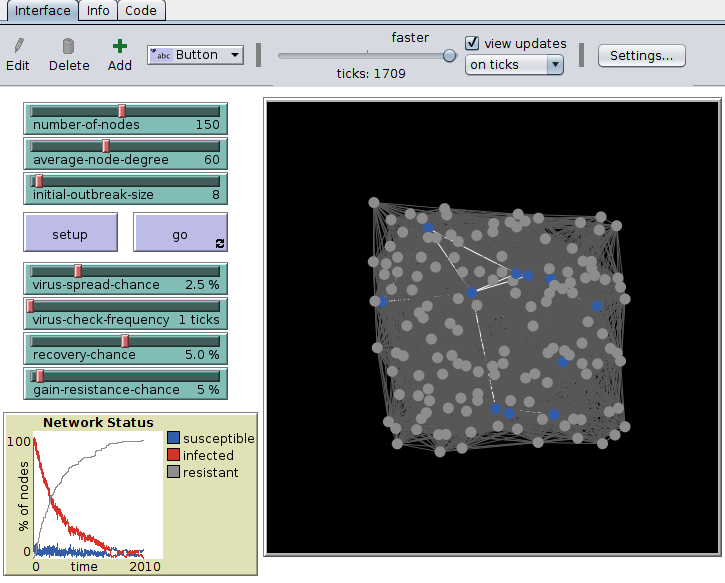 Interface Info Code
faster
Edit Delete Add abc Button view updates
on ticks Settings...
ticks: 1709
number-of-nodes 150
average-node-degree 60
initial-outbreak-size 8
setup go
virus-spread-chance 2.5 %
virus-check-frequency 1 ticks
recovery-chance 5.0 %
gain-resistance-chance 5 %
Network Status
100 susceptible
infected
resistant
% of nodes
0
0 time 2010